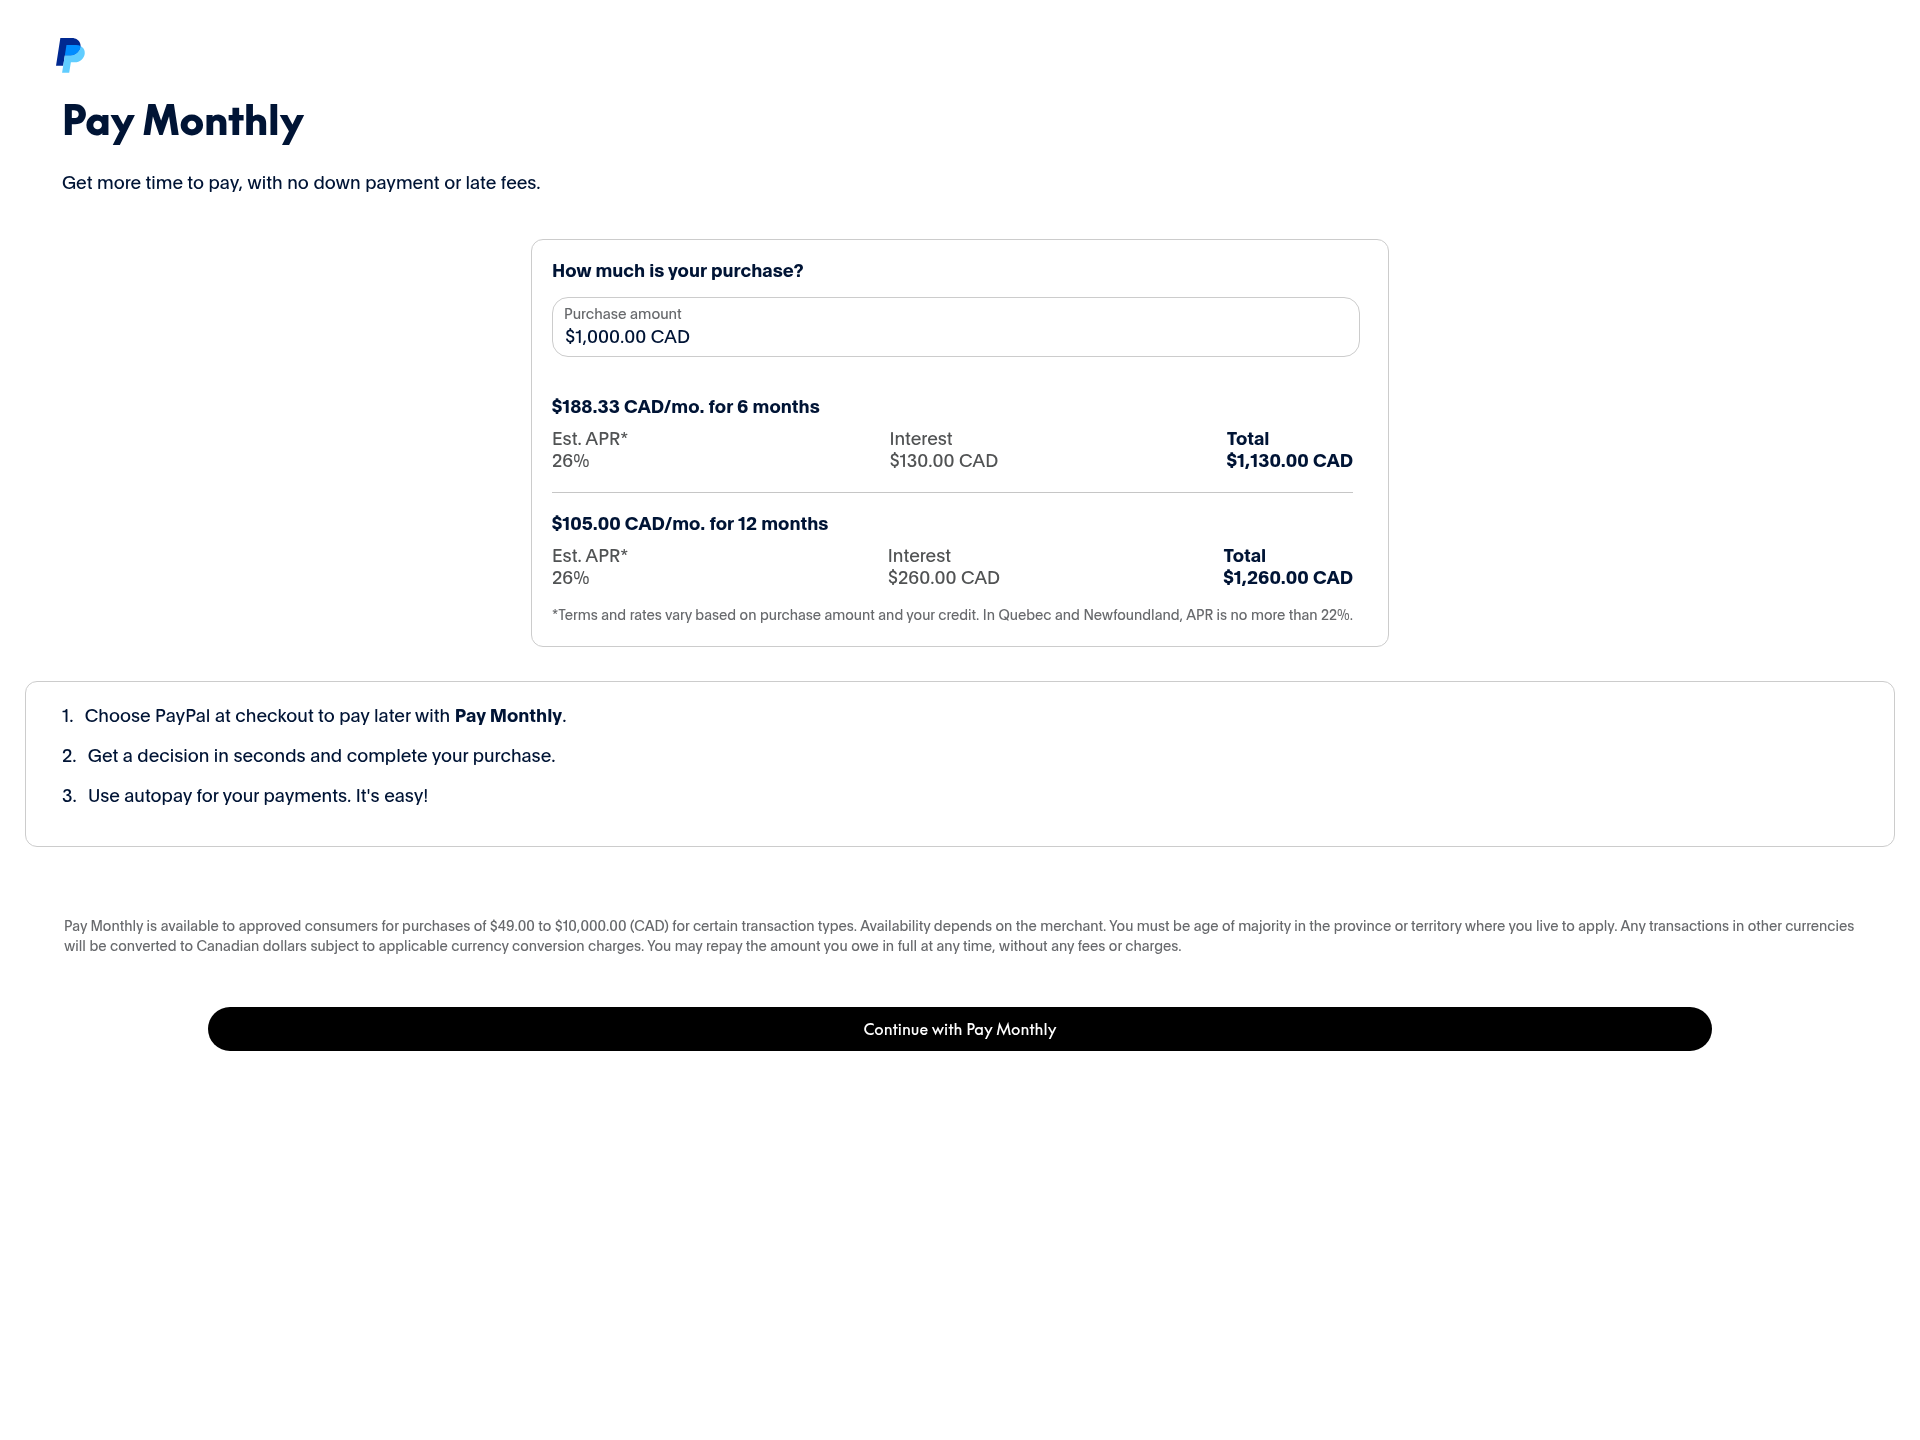 Pay Monthly
Get more time to pay, with no down payment or late fees.
How much is your purchase?
Purchase amount
$1,000.00 CAD
$188.33 CAD/mo. for 6 months
Est. APR* Interest Total
26% $130.00 CAD $1,130.00 CAD
$105.00 CAD/mo. for 12 months
Est. APR* Interest Total
26% $260.00 CAD $1,260.00 CAD
*Terms and rates vary based on purchase amount and your credit. In Quebec and Newfoundland, APR is no more than 22%.
1. Choose PayPal at checkout to pay later with Pay Monthly.
2. Get a decision in seconds and complete your purchase.
3. Use autopay for your payments. It's easy!
Pay Monthly is available to approved consumers for purchases of $49.00 to $10,000.00 (CAD) for certain transaction types. Availability depends on the merchant. You must be age of majority in the province or territory where you live to apply. Any transactions in other currencies
will be converted to Canadian dollars subject to applicable currency conversion charges. You may repay the amount you owe in full at any time, without any fees or charges.
Continue with Pay Monthly